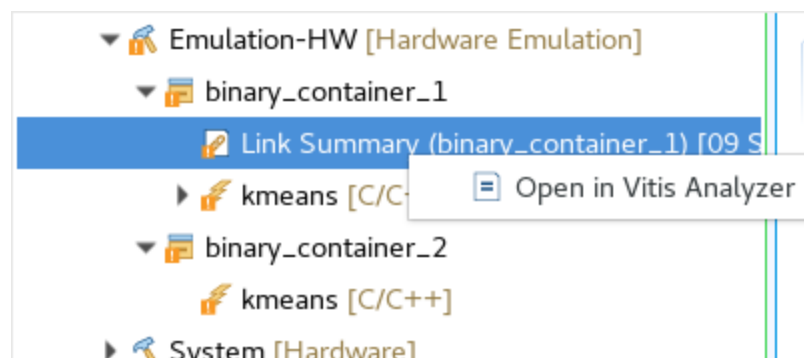 Emulation-HW [Hardware Emulation]
binary_container_1
Link Summary (binary_container_1) [09 S
kmeans [C/C
Open in Vitis Analyzer
binary_container_2
kmeans [C/C++]
System [Hardware]